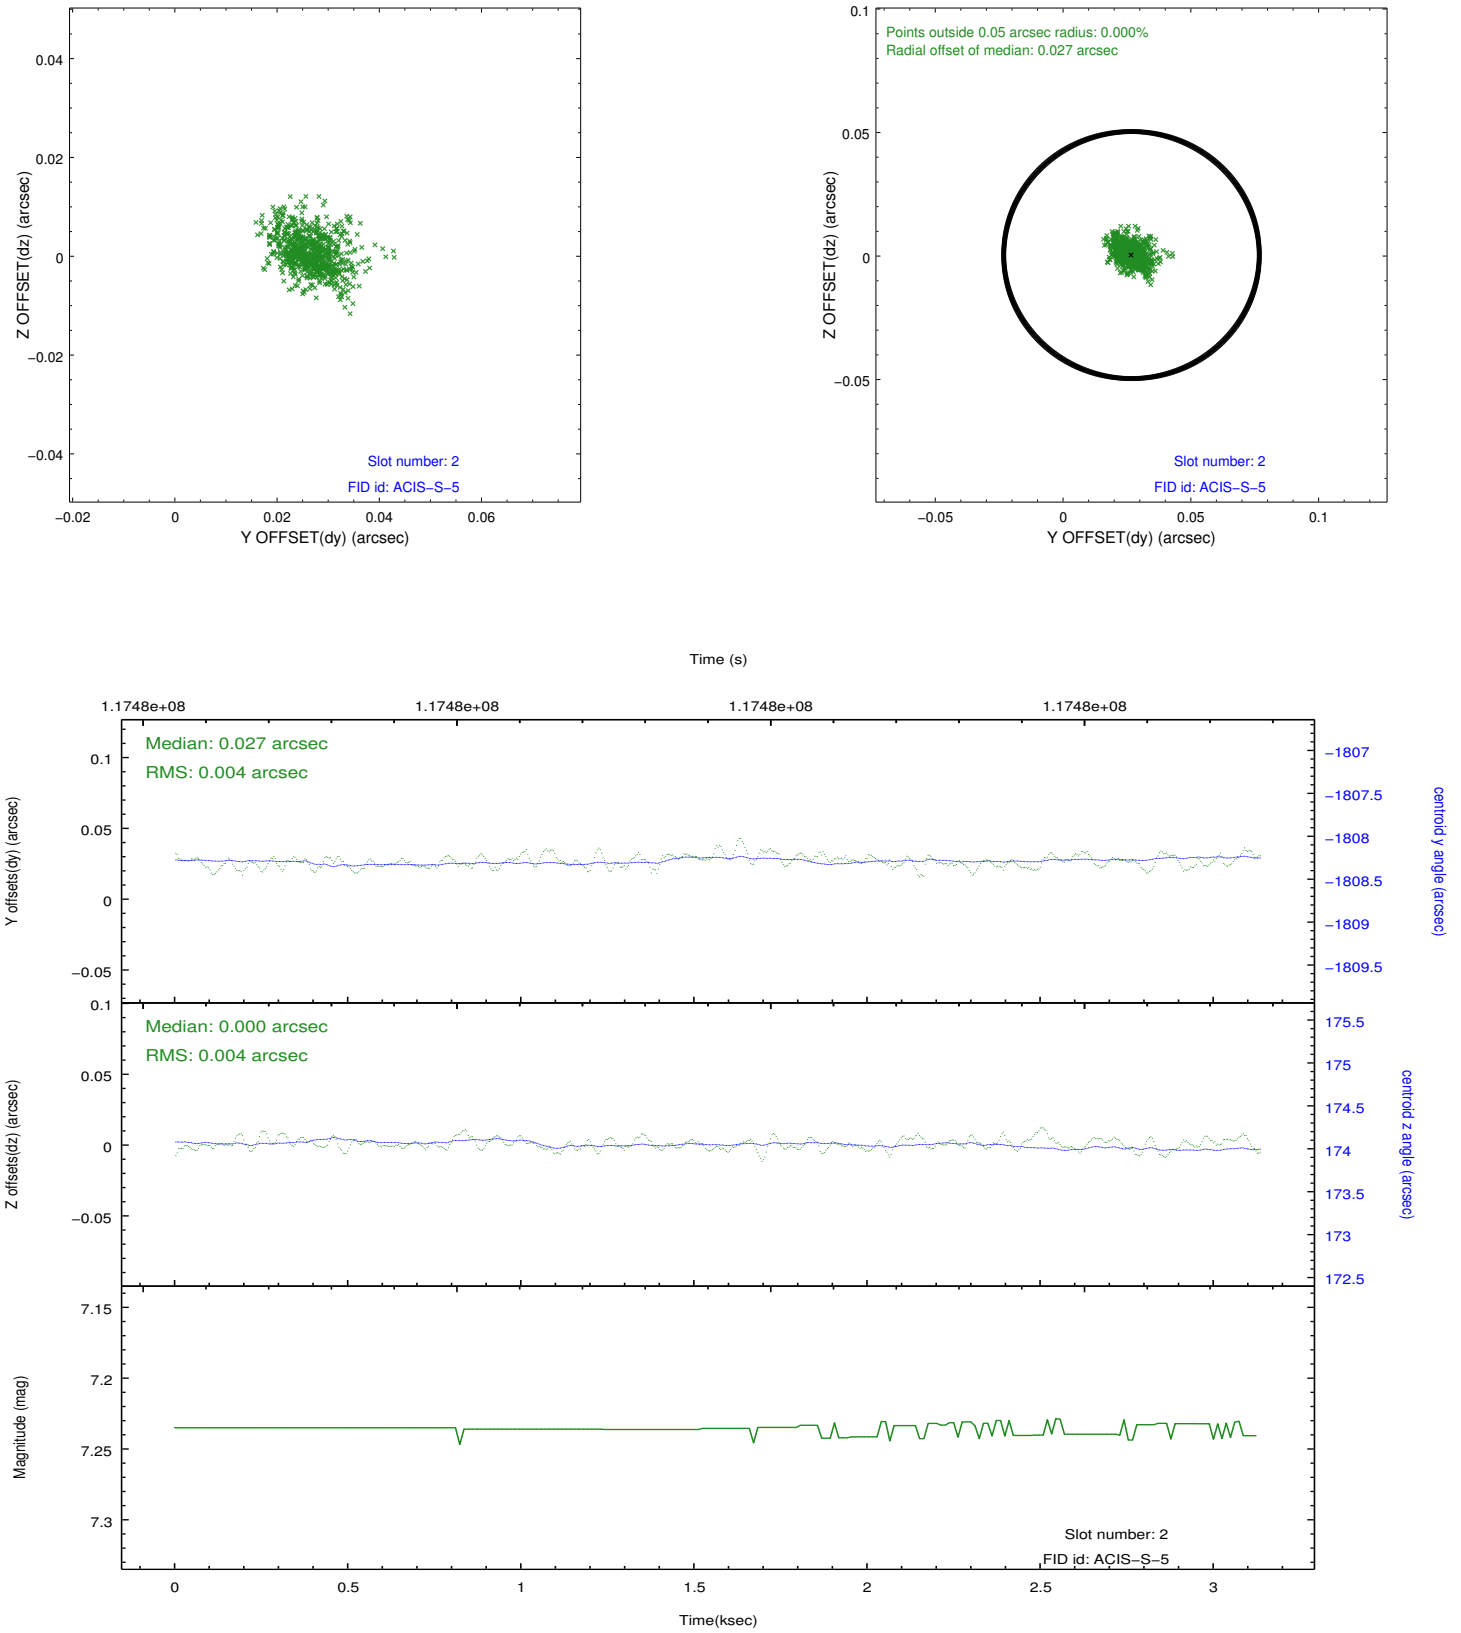 0.04
0.02
0
−0.02
−0.04
Z OFFSET(dz) (arcsec)
Slot number: 2
FID id: ACIS−S−5
−0.02
0
0.02
0.04
0.06
Y OFFSET(dy) (arcsec)
0.1
0.05
0
−0.05
Z OFFSET(dz) (arcsec)
Points outside 0.05 arcsec radius: 0.000%
Radial offset of median: 0.027 arcsec
Slot number: 2
FID id: ACIS−S−5
−0.05
0
0.05
0.1
Y OFFSET(dy) (arcsec)
Time (s)
1.1748e+08
1.1748e+08
1.1748e+08
1.1748e+08
Median: 0.027 arcsec
RMS: 0.004 arcsec
0.1
0.05
0
−0.05
Y offsets(dy) (arcsec)
−1807
−1807.5
−1808
−1808.5
−1809
−1809.5
centroid y angle (arcsec)
Median: 0.000 arcsec
RMS: 0.004 arcsec
0.1
0.05
0
−0.05
Z offsets(dz) (arcsec)
175.5
175
174.5
174
173.5
173
172.5
centroid z angle (arcsec)
7.15
7.2
7.25
7.3
Magnitude (mag)
Slot number: 2
FID id: ACIS−S−5
0
0.5
1
1.5
2
2.5
3
Time(ksec)